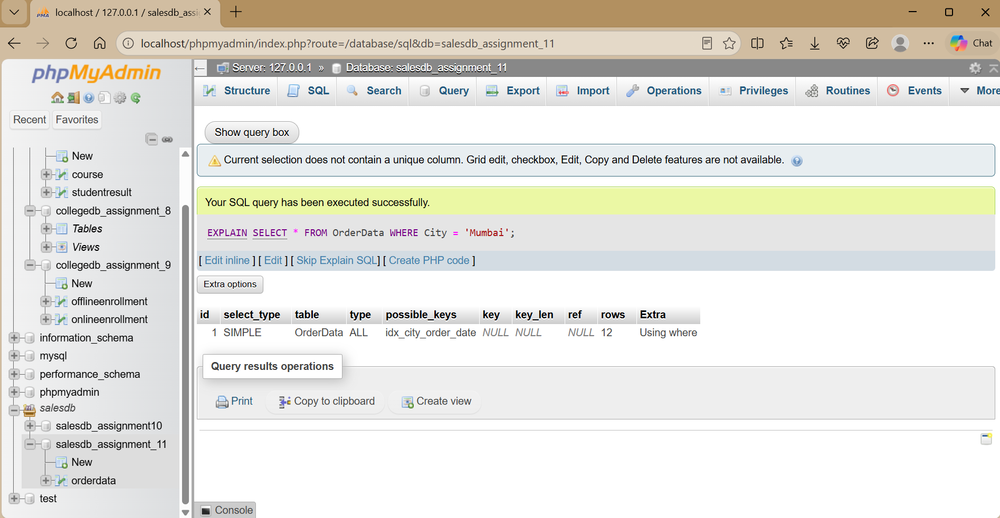 localhost / 127.0.0.1 / salesdb_assi
localhost/phpmyadmin/index.php?route=/database/sql&db=salesdb_assignment_11
Chat
phpMyAdmin
Recent Favorites
New
course
studentresult
collegedb_assignment_8
Tables
Views
collegedb_assignment_9
New
offlineenrollment
onlineenrollment
information_schema
mysql
performance_schema
phpmyadmin
salesdb
salesdb_assignment10
salesdb_assignment_11
New
orderdata
test
Server: 127.0.0.1 » Database: salesdb_assignment_11
Structure SQL Search Query Export Import Operations Privileges Routines Events More
Show query box
Current selection does not contain a unique column. Grid edit, checkbox, Edit, Copy and Delete features are not available.
Your SQL query has been executed successfully.
EXPLAIN SELECT * FROM OrderData WHERE City = 'Mumbai';
[ Edit inline ] [ Edit ] [ Skip Explain SQL] [ Create PHP code ]
Extra options
id select_type table type possible_keys key key_len ref rows Extra
1 SIMPLE OrderData ALL idx_city_order_date NULL NULL NULL 12 Using where
Query results operations
Print Copy to clipboard Create view
Console